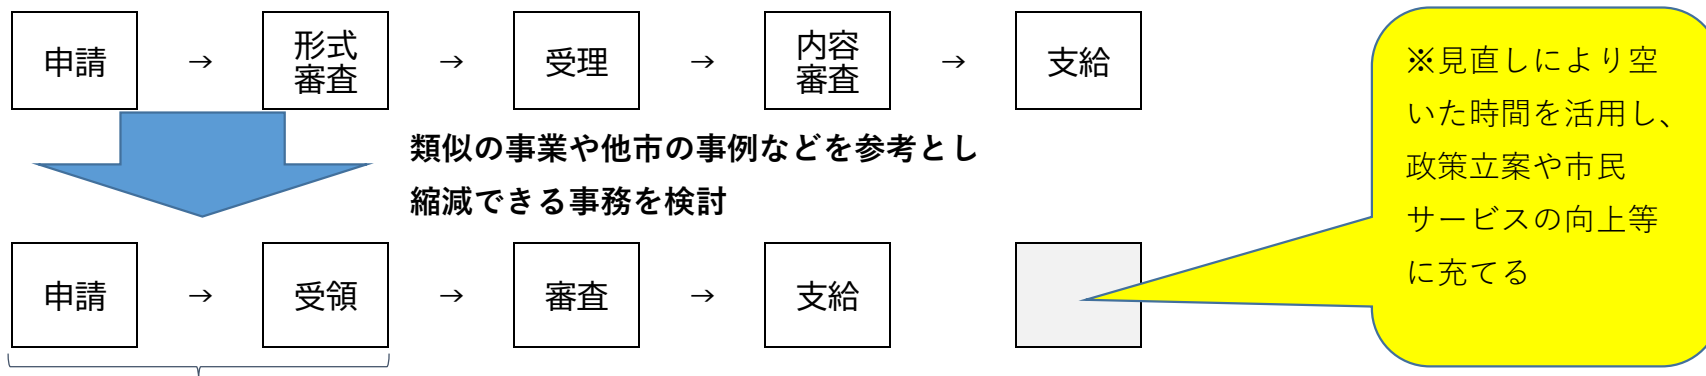 申請 → 形式審査 → 受理 → 内容審査 → 支給
類似の事業や他市の事例などを参考とし
縮減できる事務を検討
申請 → 受領 → 審査 → 支給
※見直しにより空
いた時間を活用し、
政策立案や市民
サービスの向上等
に充てる